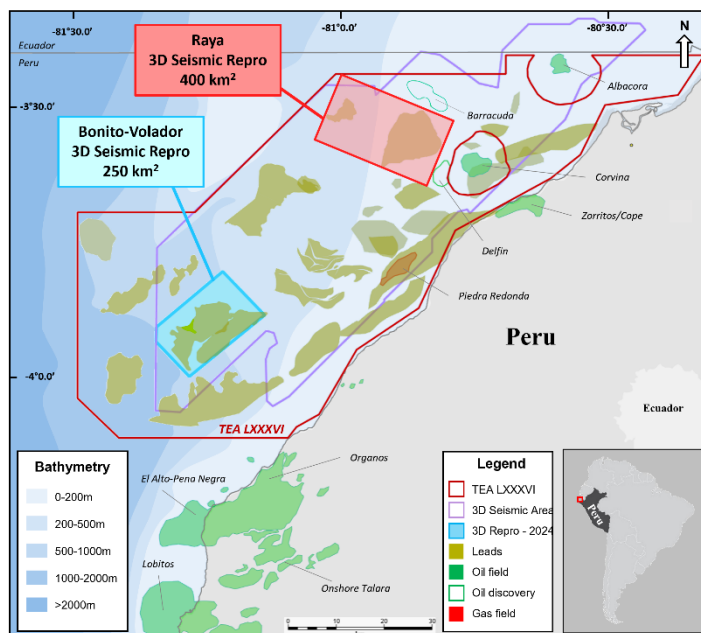 -81°30.0'
-81°0.0'
-80°30.0'
N
Ecuador
Peru
-3°30.0'
-4°0.0'
Raya
3D Seismic Repro
400 km²
Bonito-Volador
3D Seismic Repro
250 km²
Albacora
Barracuda
Corvina
Zorritos/Cope
Delfin
Piedra Redonda
Peru
Ecuador
TEA LXXXVI
Organos
El Alto-Pena Negra
Lobitos
Onshore Talara
Bathymetry
0-200m
200-500m
500-1000m
1000-2000m
>2000m
Legend
TEA LXXXVI
3D Seismic Area
3D Repro - 2024
Leads
Oil field
Oil discovery
Gas field
Peru
0
10
20
30